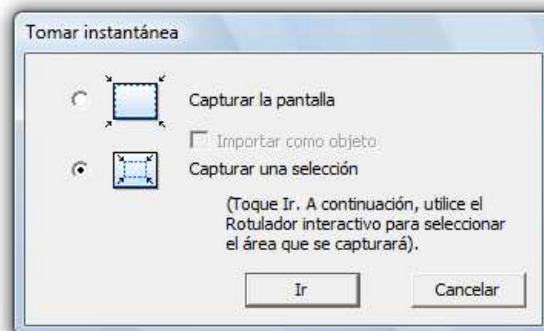 Tomar instantánea
Capturar la pantalla
Importar como objeto
Capturar una selección
(Toque Ir. A continuación, utilice el
Rotulador interactivo para seleccionar
el área que se capturará).
Ir
Cancelar